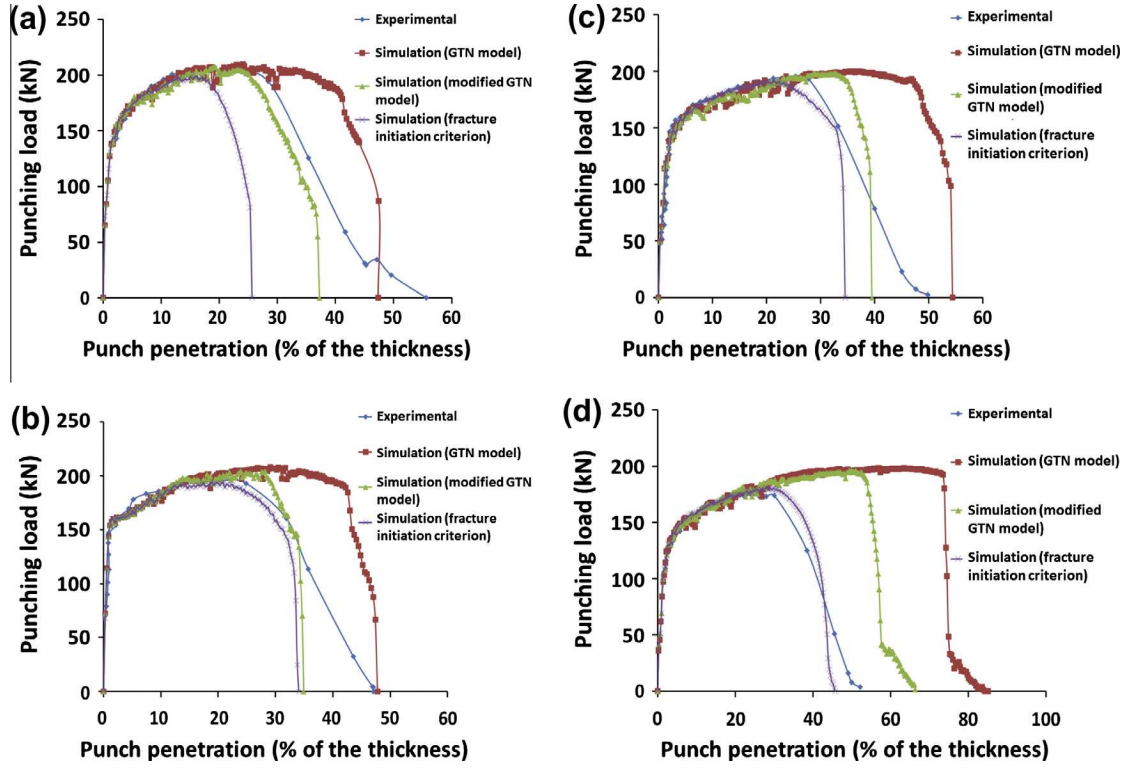 (a)
250
200
150
100
50
0
Punching load (kN)
0 10 20 30 40 50 60
Punch penetration (% of the thickness)
Experimental
Simulation (GTN model)
Simulation (modified GTN
model)
Simulation (fracture
initiation criterion)
(c)
250
200
150
100
50
0
Punching load (kN)
0 10 20 30 40 50 60
Punch penetration (% of the thickness)
Experimental
Simulation (GTN model)
Simulation (modified
GTN model)
Simulation (fracture
initiation criterion)
(b)
250
200
150
100
50
0
Punching load (kN)
0 10 20 30 40 50 60
Punch penetration (% of the thickness)
Experimental
Simulation (GTN model)
Simulation (modified GTN
model)
Simulation (fracture
initiation criterion)
(d)
250
200
150
100
50
0
Punching load (kN)
0 20 40 60 80 100
Punch penetration (% of the thickness)
Experimental
Simulation (GTN model)
Simulation (modified
GTN model)
Simulation (fracture
initiation criterion)